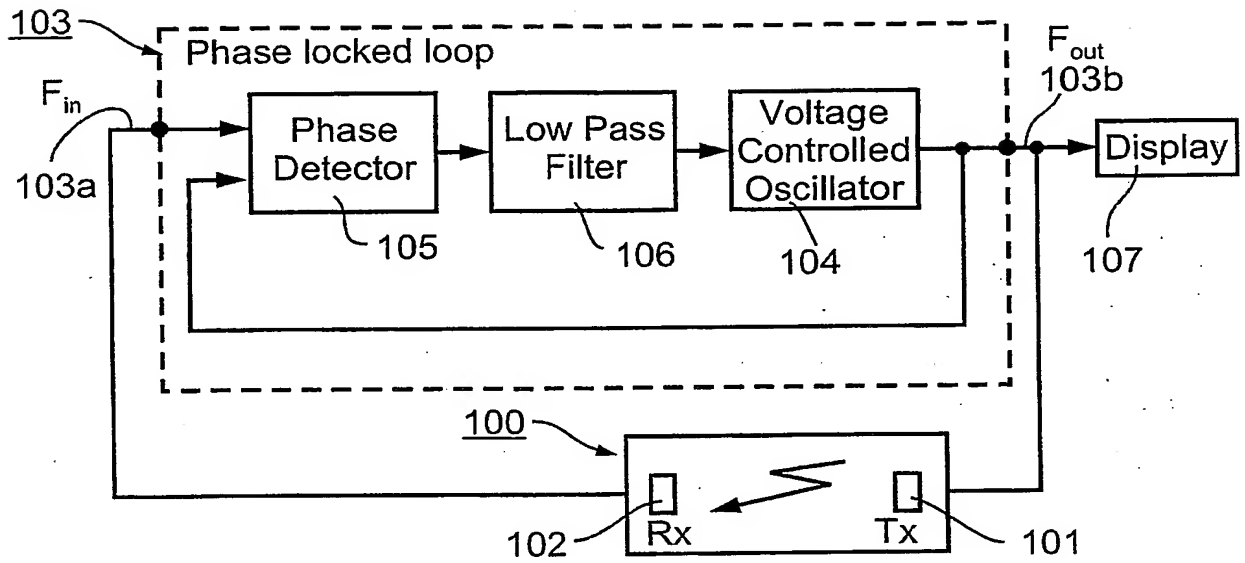 103
Phase locked loop
F_in
103a
Phase
Detector
105
Low Pass
Filter
106
Voltage
Controlled
Oscillator
104
F_out
103b
Display
107
100
102
Rx
Tx
101